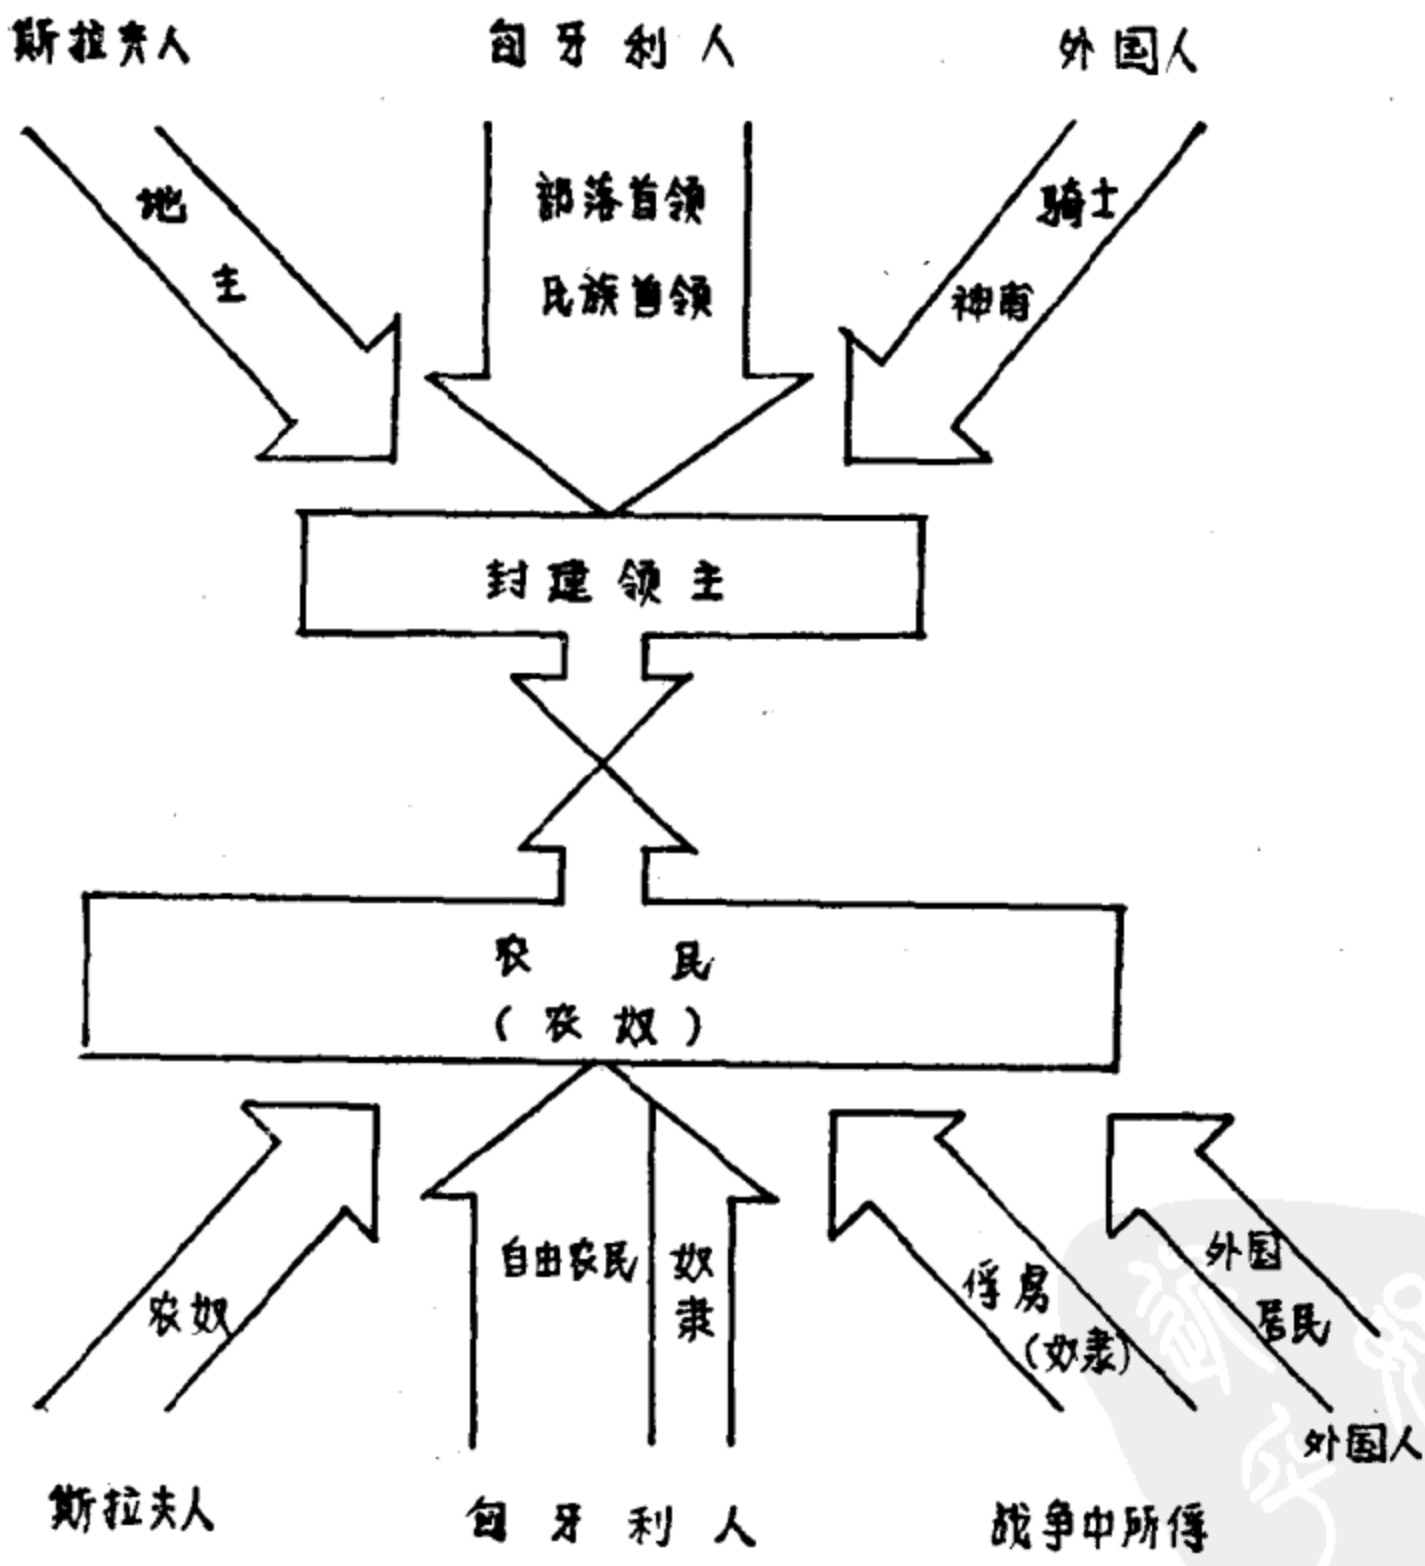 斯拉夫人
匈牙利人
外国人
地
主
部落首领
氏族首领
骑士
神甫
封建领主
农民
(农奴)
农奴
自由农民
奴
隶
俘虏
(奴隶)
外国
居民
斯拉夫人
匈牙利人
战争中所俘
外国人